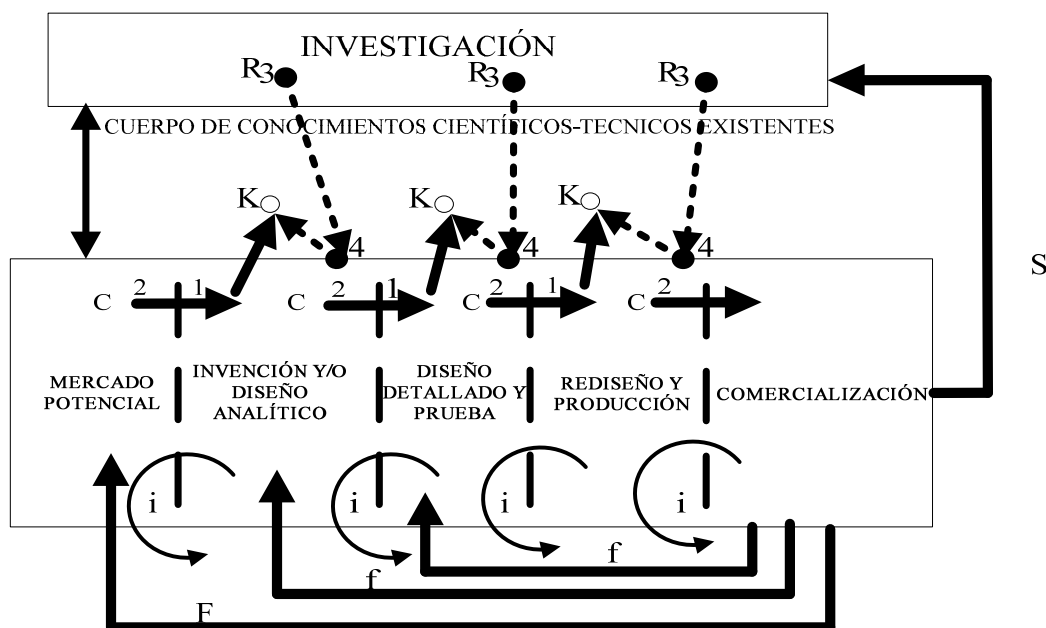 INVESTIGACIÓN
R3 R3 R3
CUERPO DE CONOCIMIENTOS CIENTÍFICOS-TECNICOS EXISTENTES
K K K
4 4 4
S
C 2 1 C 2 1 C 2 1 C 2
MERCADO
POTENCIAL
INVENCIÓN Y/O
DISEÑO
ANALÍTICO
DISEÑO
DETALLADO Y
PRUEBA
REDISEÑO Y
PRODUCCIÓN
COMERCIALIZACIÓN
i i i i
f
f
F